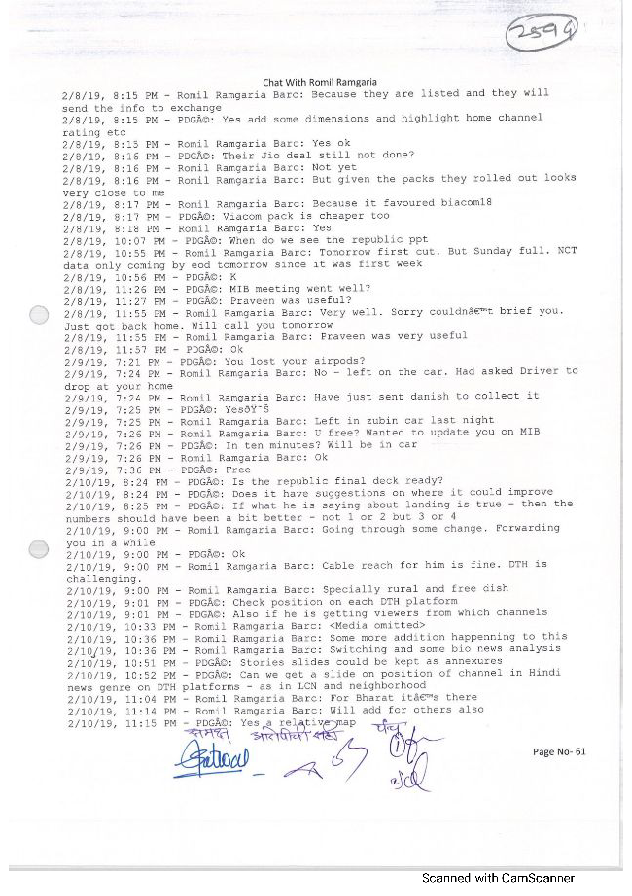 2594
Chat With Romil Ramgaria
2/8/19, 8:15 PM - Romil Ramgaria Barc: Because they are listed and they will
send the info to exchange
2/8/19, 8:15 PM - PDGÃ©: Yes add some dimensions and highlight home channel
rating etc
2/8/19, 8:15 PM - Romil Ramgaria Barc: Yes ok
2/8/19, 8:16 PM - PDGÃ©: Their Jio deal still not done?
2/8/19, 8:16 PM - Romil Ramgaria Barc: Not yet
2/8/19, 8:16 PM - Romil Ramgaria Barc: But given the packs they rolled out looks
very close to me
2/8/19, 8:17 PM - Romil Ramgaria Barc: Because it favoured biacom18
2/8/19, 8:17 PM - PDGÃ©: Viacom pack is cheaper too
2/8/19, 8:18 PM - Romil Ramgaria Barc: Yes
2/8/19, 10:07 PM - PDGÃ©: When do we see the republic ppt
2/8/19, 10:55 PM - Romil Ramgaria Barc: Tomorrow first cut. But Sunday full. NCT
data only coming by eod tomorrow since it was first week
2/8/19, 10:56 PM - PDGÃ©: K
2/8/19, 11:26 PM - PDGÃ©: MIB meeting went well?
2/8/19, 11:27 PM - PDGÃ©: Praveen was useful?
2/8/19, 11:55 PM - Romil Ramgaria Barc: Very well. Sorry couldnâ€™t brief you.
Just got back home. Will call you tomorrow
2/8/19, 11:55 PM - Romil Ramgaria Barc: Praveen was very useful
2/8/19, 11:57 PM - PDGÃ©: Ok
2/9/19, 7:21 PM - PDGÃ©: You lost your airpods?
2/9/19, 7:24 PM - Romil Ramgaria Barc: No - left on the car. Had asked Driver to
drop at your home
2/9/19, 7:24 PM - Romil Ramgaria Barc: Have just sent danish to collect it
2/9/19, 7:25 PM - PDGÃ©: YesðŸ˜Š
2/9/19, 7:25 PM - Romil Ramgaria Barc: Left in zubin car last night
2/9/19, 7:26 PM - Romil Ramgaria Barc: U free? Wanted to update you on MIB
2/9/19, 7:26 PM - PDGÃ©: In ten minutes? Will be in car
2/9/19, 7:26 PM - Romil Ramgaria Barc: Ok
2/9/19, 7:36 PM - PDGÃ©: Free
2/10/19, 8:24 PM - PDGÃ©: Is the republic final deck ready?
2/10/19, 8:24 PM - PDGÃ©: Does it have suggestions on where it could improve
2/10/19, 8:25 PM - PDGÃ©: If what he is saying about landing is true - then the
numbers should have been a bit better - not 1 or 2 but 3 or 4
2/10/19, 9:00 PM - Romil Ramgaria Barc: Going through some change. Forwarding
you in a while
2/10/19, 9:00 PM - PDGÃ©: Ok
2/10/19, 9:00 PM - Romil Ramgaria Barc: Cable reach for him is fine. DTH is
challenging.
2/10/19, 9:00 PM - Romil Ramgaria Barc: Specially rural and free dish
2/10/19, 9:01 PM - PDGÃ©: Check position on each DTH platform
2/10/19, 9:01 PM - PDGÃ©: Also if he is getting viewers from which channels
2/10/19, 10:33 PM - Romil Ramgaria Barc: <Media omitted>
2/10/19, 10:36 PM - Romil Ramgaria Barc: Some more addition happenning to this
2/10/19, 10:36 PM - Romil Ramgaria Barc: Switching and some bio news analysis
2/10/19, 10:51 PM - PDGÃ©: Stories slides could be kept as annexures
2/10/19, 10:52 PM - PDGÃ©: Can we get a slide on position of channel in Hindi
news genre on DTH platforms - as in LCN and neighborhood
2/10/19, 11:04 PM - Romil Ramgaria Barc: For Bharat itâ€™s there
2/10/19, 11:14 PM - Romil Ramgaria Barc: Will add for others also
2/10/19, 11:15 PM - PDGÃ©: Yes a relative map
समक्ष आरोपीची सही पंच
Page No- 61
Scanned with CamScanner